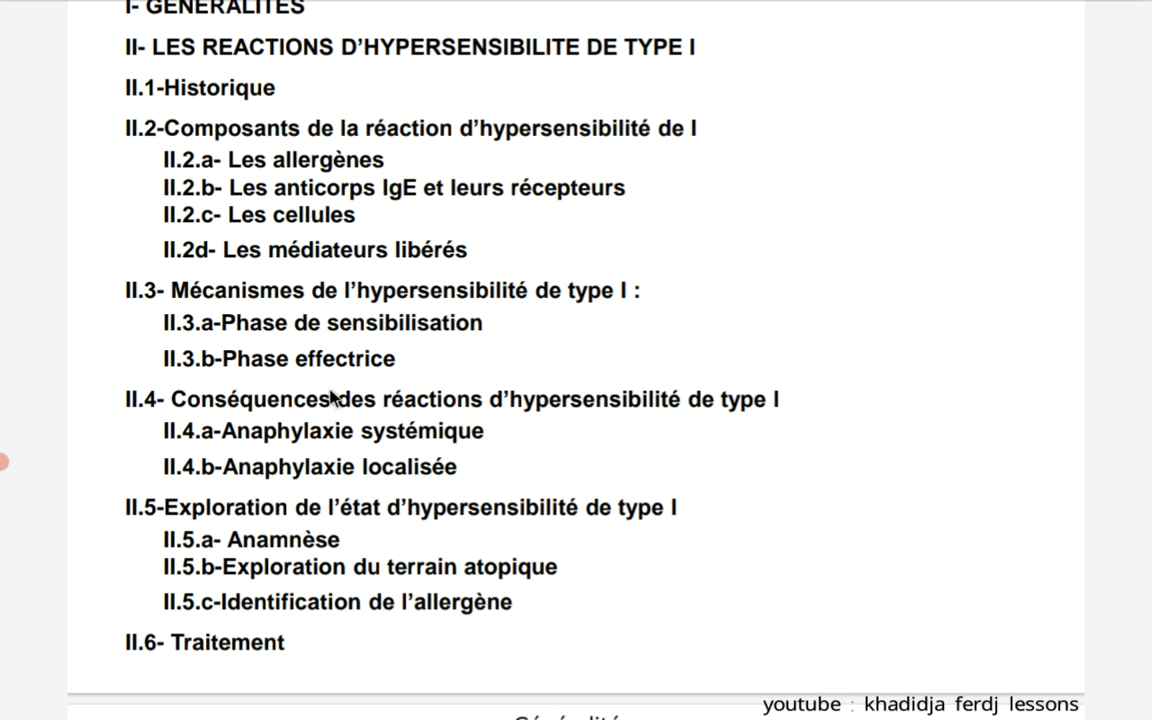 I- GENERALITES
II- LES REACTIONS D'HYPERSENSIBILITE DE TYPE I
II.1-Historique
II.2-Composants de la réaction d'hypersensibilité de I
II.2.a- Les allergènes
II.2.b- Les anticorps IgE et leurs récepteurs
II.2.c- Les cellules
II.2d- Les médiateurs libérés
II.3- Mécanismes de l'hypersensibilité de type I :
II.3.a-Phase de sensibilisation
II.3.b-Phase effectrice
II.4- Conséquences des réactions d'hypersensibilité de type I
II.4.a-Anaphylaxie systémique
II.4.b-Anaphylaxie localisée
II.5-Exploration de l'état d'hypersensibilité de type I
II.5.a- Anamnèse
II.5.b-Exploration du terrain atopique
II.5.c-Identification de l'allergène
II.6- Traitement
youtube : khadidja ferdj lessons